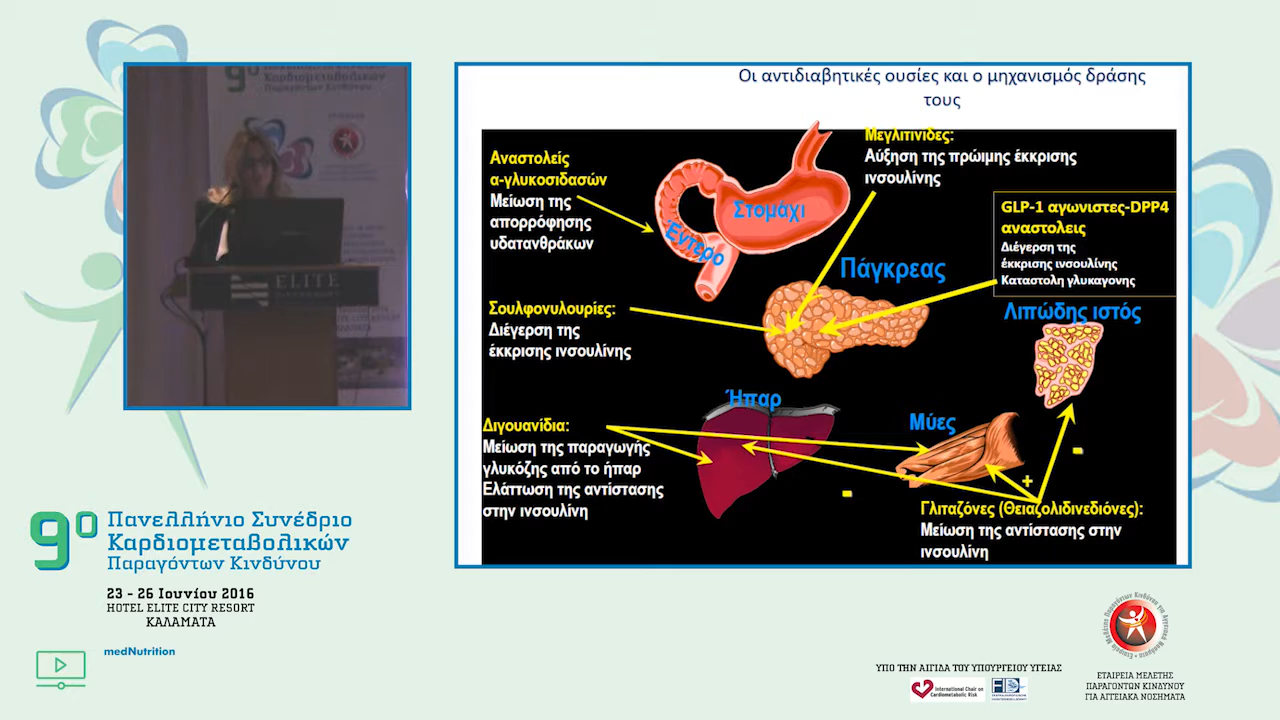 Οι αντιδιαβητικές ουσίες και ο μηχανισμός δράσης
τους
Αναστολείς
α-γλυκοσιδασών
Μείωση της
απορρόφησης
υδατανθράκων
Στομάχι
Έντερο
Μεγλιτινίδες:
Αύξηση της πρώιμης έκκρισης
ινσουλίνης
GLP-1 αγωνιστες-DPP4
αναστολεις
Διέγερση της
έκκρισης ινσουλίνης
Καταστολη γλυκαγονης
Πάγκρεας
Λιπώδης ιστός
Σουλφονυλουρίες:
Διέγερση της
έκκρισης ινσουλίνης
Ήπαρ
Μύες
Διγουανίδια:
Μείωση της παραγωγής
γλυκόζης από το ήπαρ
Ελάττωση της αντίστασης
στην ινσουλίνη
-
-
+
Γλιταζόνες (Θειαζολιδινεδιόνες):
Μείωση της αντίστασης στην
ινσουλίνη
9ο
Καρδιομεταβολικών
Παραγόντων Κινδύνου
ELITE
9ο Πανελλήνιο Συνέδριο
Καρδιομεταβολικών
Παραγόντων Κινδύνου
23 - 26 Ιουνίου 2016
HOTEL ELITE CITY RESORT
ΚΑΛΑΜΑΤΑ
medNutrition
ΥΠΟ ΤΗΝ ΑΙΓΙΔΑ ΤΟΥ ΥΠΟΥΡΓΕΙΟΥ ΥΓΕΙΑΣ
International Chair on
Cardiometabolic Risk
ΕΤΑΙΡΕΙΑ ΜΕΛΕΤΗΣ
ΠΑΡΑΓΟΝΤΩΝ ΚΙΝΔΥΝΟΥ
ΓΙΑ ΑΓΓΕΙΑΚΑ ΝΟΣΗΜΑΤΑ